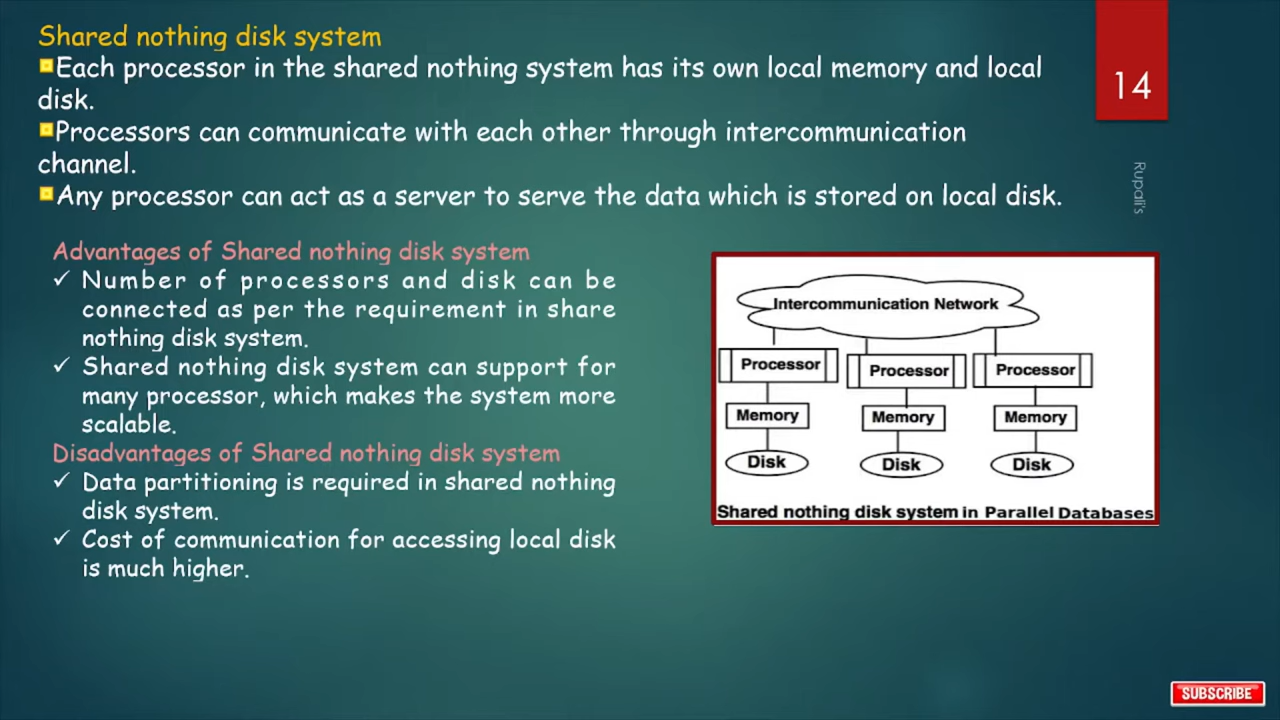 Shared nothing disk system
Each processor in the shared nothing system has its own local memory and local
disk.
Processors can communicate with each other through intercommunication
channel.
Any processor can act as a server to serve the data which is stored on local disk.
14
Rupali's
Advantages of Shared nothing disk system
✓ Number of processors and disk can be
connected as per the requirement in share
nothing disk system.
✓ Shared nothing disk system can support for
many processor, which makes the system more
scalable.
Disadvantages of Shared nothing disk system
✓ Data partitioning is required in shared nothing
disk system.
✓ Cost of communication for accessing local disk
is much higher.
Intercommunication Network
Processor Processor Processor
Memory Memory Memory
Disk Disk Disk
Shared nothing disk system in Parallel Databases
SUBSCRIBE